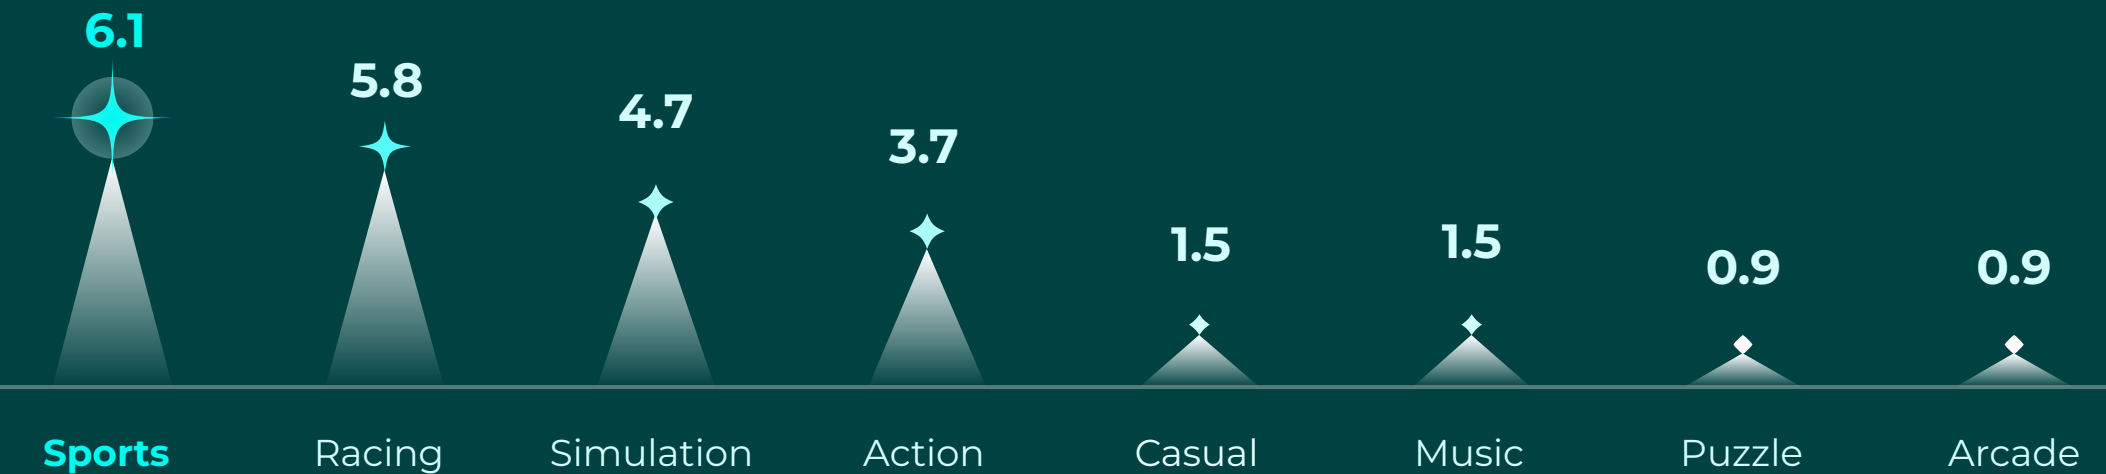 6.1
5.8
4.7
3.7
1.5
1.5
0.9
0.9
Sports
Racing
Simulation
Action
Casual
Music
Puzzle
Arcade